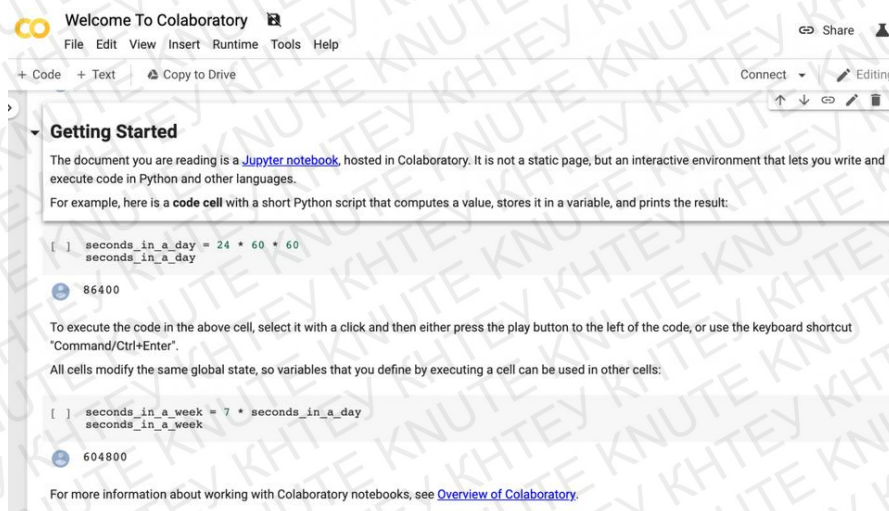 Welcome To Colaboratory
File Edit View Insert Runtime Tools Help
Share
+ Code + Text Copy to Drive
Connect
Editing
Getting Started
The document you are reading is a Jupyter notebook, hosted in Colaboratory. It is not a static page, but an interactive environment that lets you write and
execute code in Python and other languages.
For example, here is a code cell with a short Python script that computes a value, stores it in a variable, and prints the result:
[ ] seconds_in_a_day = 24 * 60 * 60
seconds_in_a_day
86400
To execute the code in the above cell, select it with a click and then either press the play button to the left of the code, or use the keyboard shortcut
"Command/Ctrl+Enter".
All cells modify the same global state, so variables that you define by executing a cell can be used in other cells:
[ ] seconds_in_a_week = 7 * seconds_in_a_day
seconds_in_a_week
604800
For more information about working with Colaboratory notebooks, see Overview of Colaboratory.
KNUTE КНТЕУ